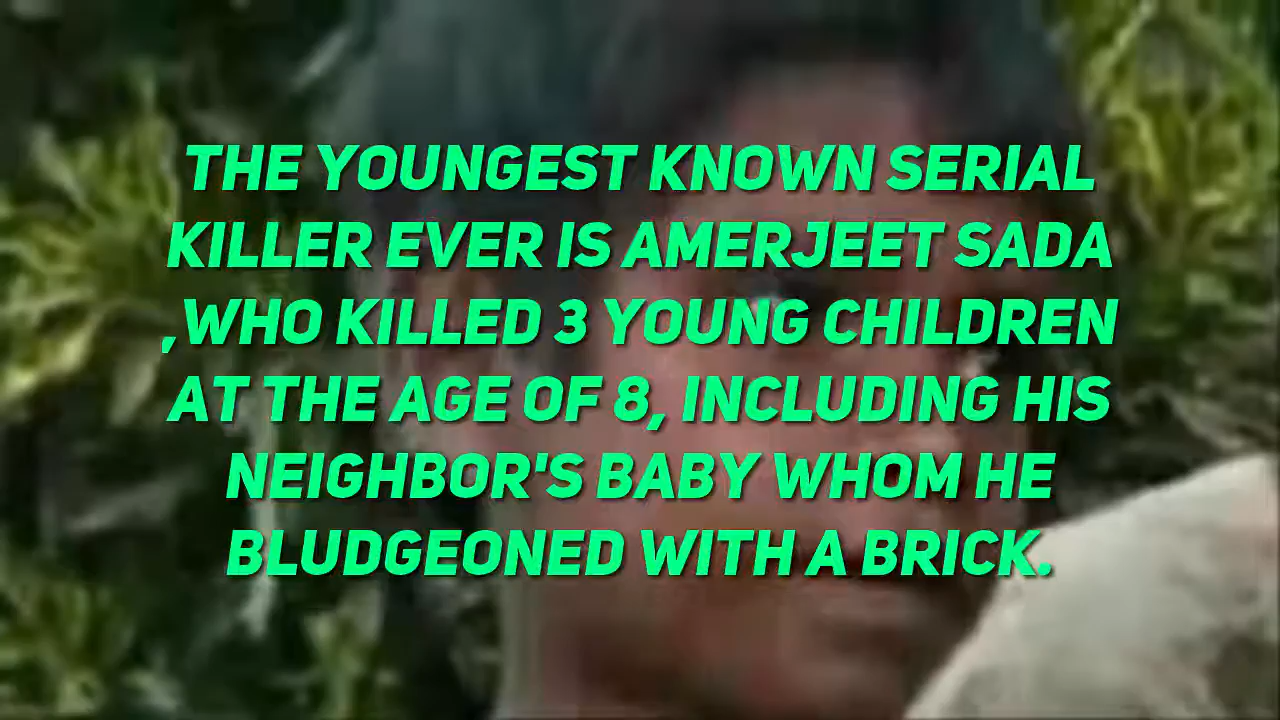 THE YOUNGEST KNOWN SERIAL
KILLER EVER IS AMERJEET SADA
,WHO KILLED 3 YOUNG CHILDREN
AT THE AGE OF 8, INCLUDING HIS
NEIGHBOR'S BABY WHOM HE
BLUDGEONED WITH A BRICK.